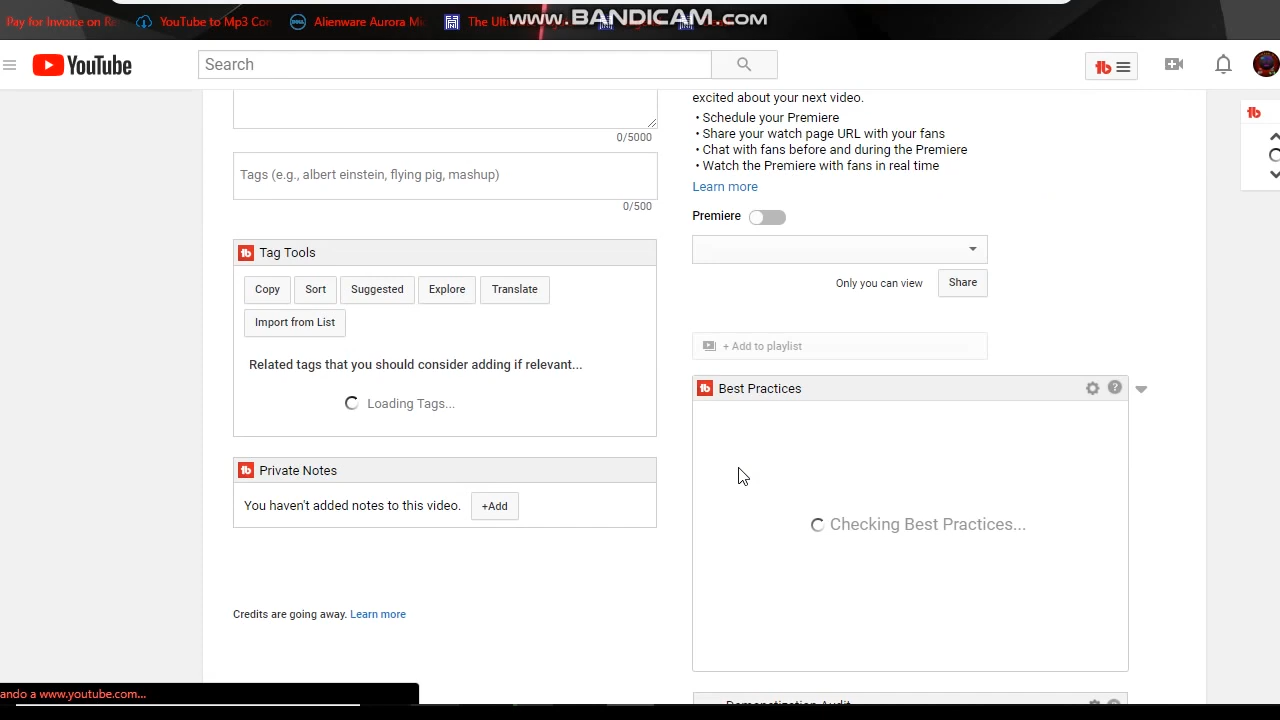 Pay for Invoice on Re
YouTube to Mp3 Con
Alienware Aurora Mi
The Ult
www.BANDICAM.com
YouTube
Search
excited about your next video.
• Schedule your Premiere
• Share your watch page URL with your fans
• Chat with fans before and during the Premiere
• Watch the Premiere with fans in real time
Learn more
0/5000
Tags (e.g., albert einstein, flying pig, mashup)
0/500
Premiere
Only you can view
Share
+ Add to playlist
Tag Tools
Copy
Sort
Suggested
Explore
Translate
Import from List
Related tags that you should consider adding if relevant...
Loading Tags...
Best Practices
Checking Best Practices...
Private Notes
You haven't added notes to this video.
+Add
Credits are going away. Learn more
ando a www.youtube.com...
Demonetization Audit